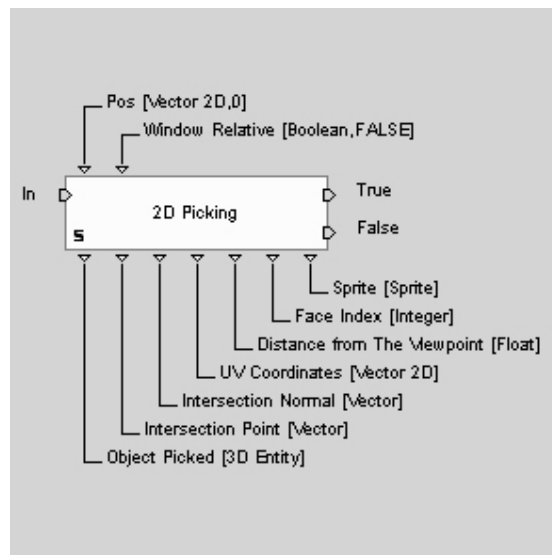 Pos [Vector 2D,0]
Window Relative [Boolean,FALSE]
In
True
2D Picking
False
S
Sprite [Sprite]
Face Index [Integer]
Distance from The Viewpoint [Float]
UV Coordinates [Vector 2D]
Intersection Normal [Vector]
Intersection Point [Vector]
Object Picked [3D Entity]